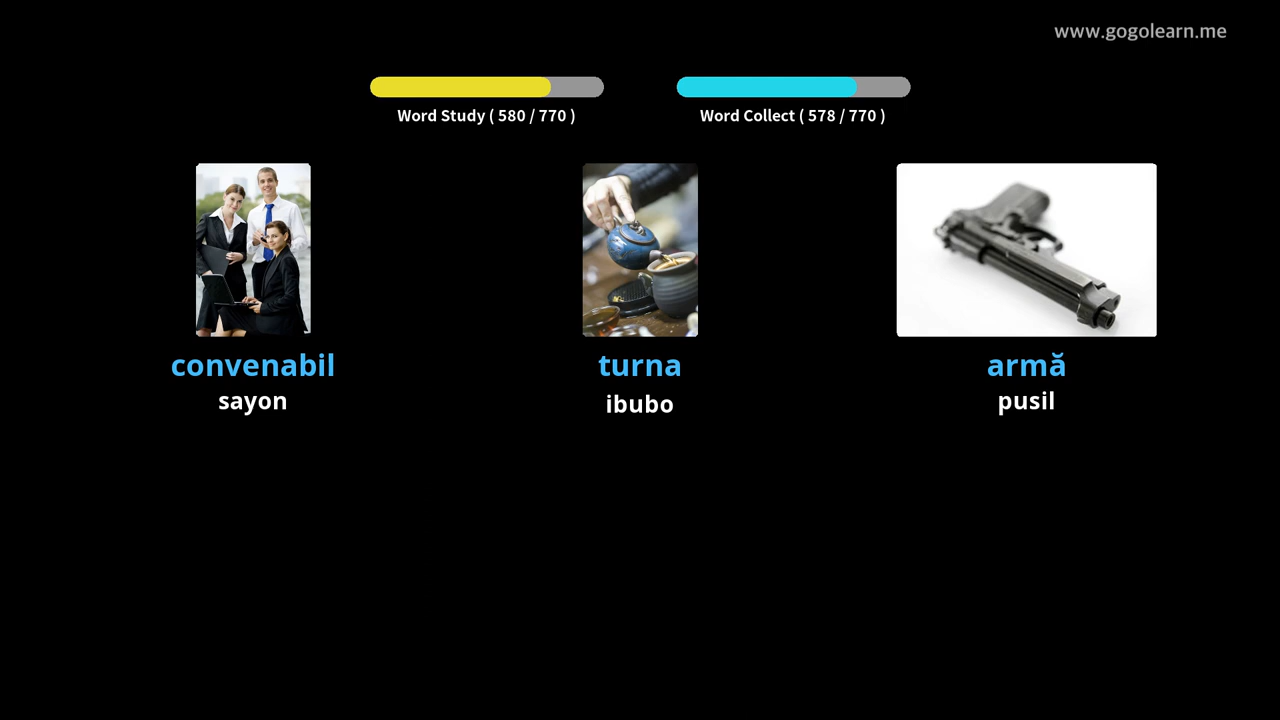 www.gogolearn.me
Word Study ( 580 / 770 )
Word Collect ( 578 / 770 )
convenabil
sayon
turna
ibubo
armă
pusil